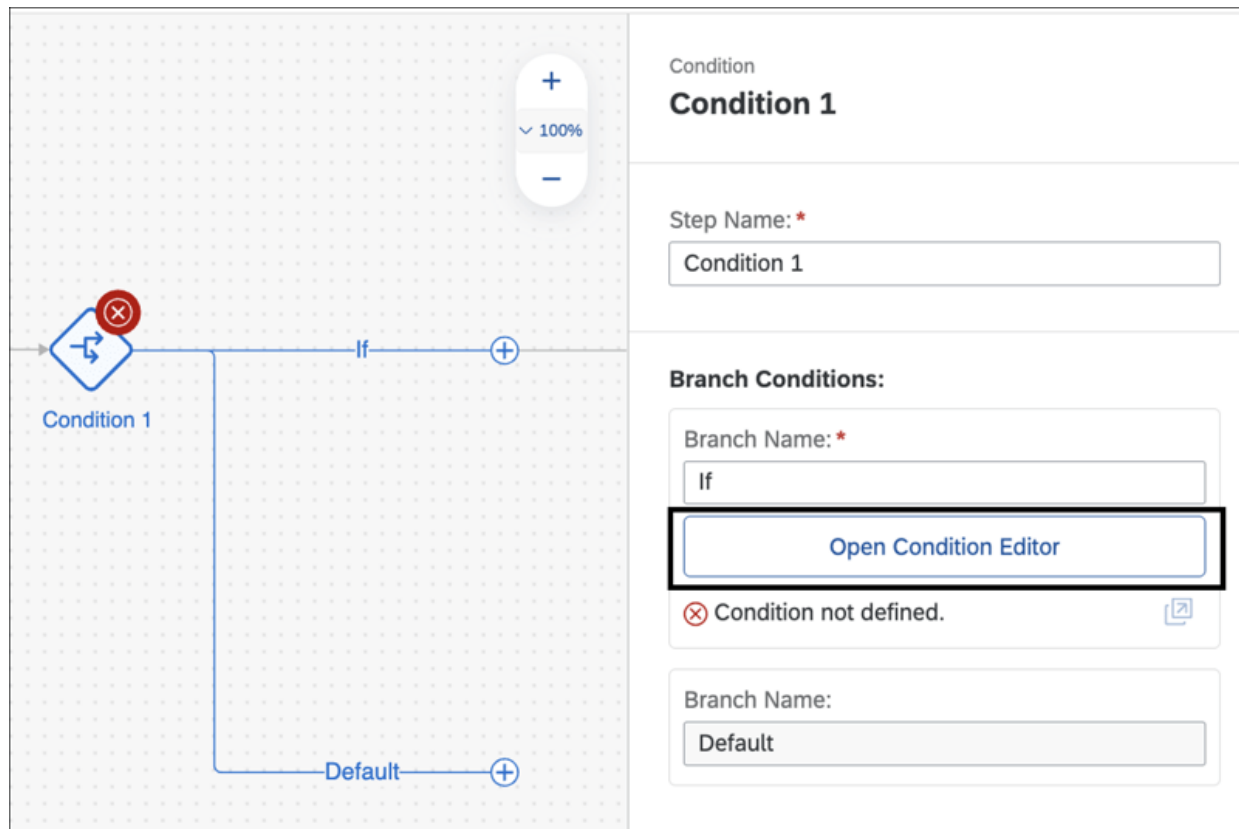 100%
If
Condition 1
Default
Condition
Condition 1
Step Name: *
Condition 1
Branch Conditions:
Branch Name: *
If
Open Condition Editor
Condition not defined.
Branch Name:
Default